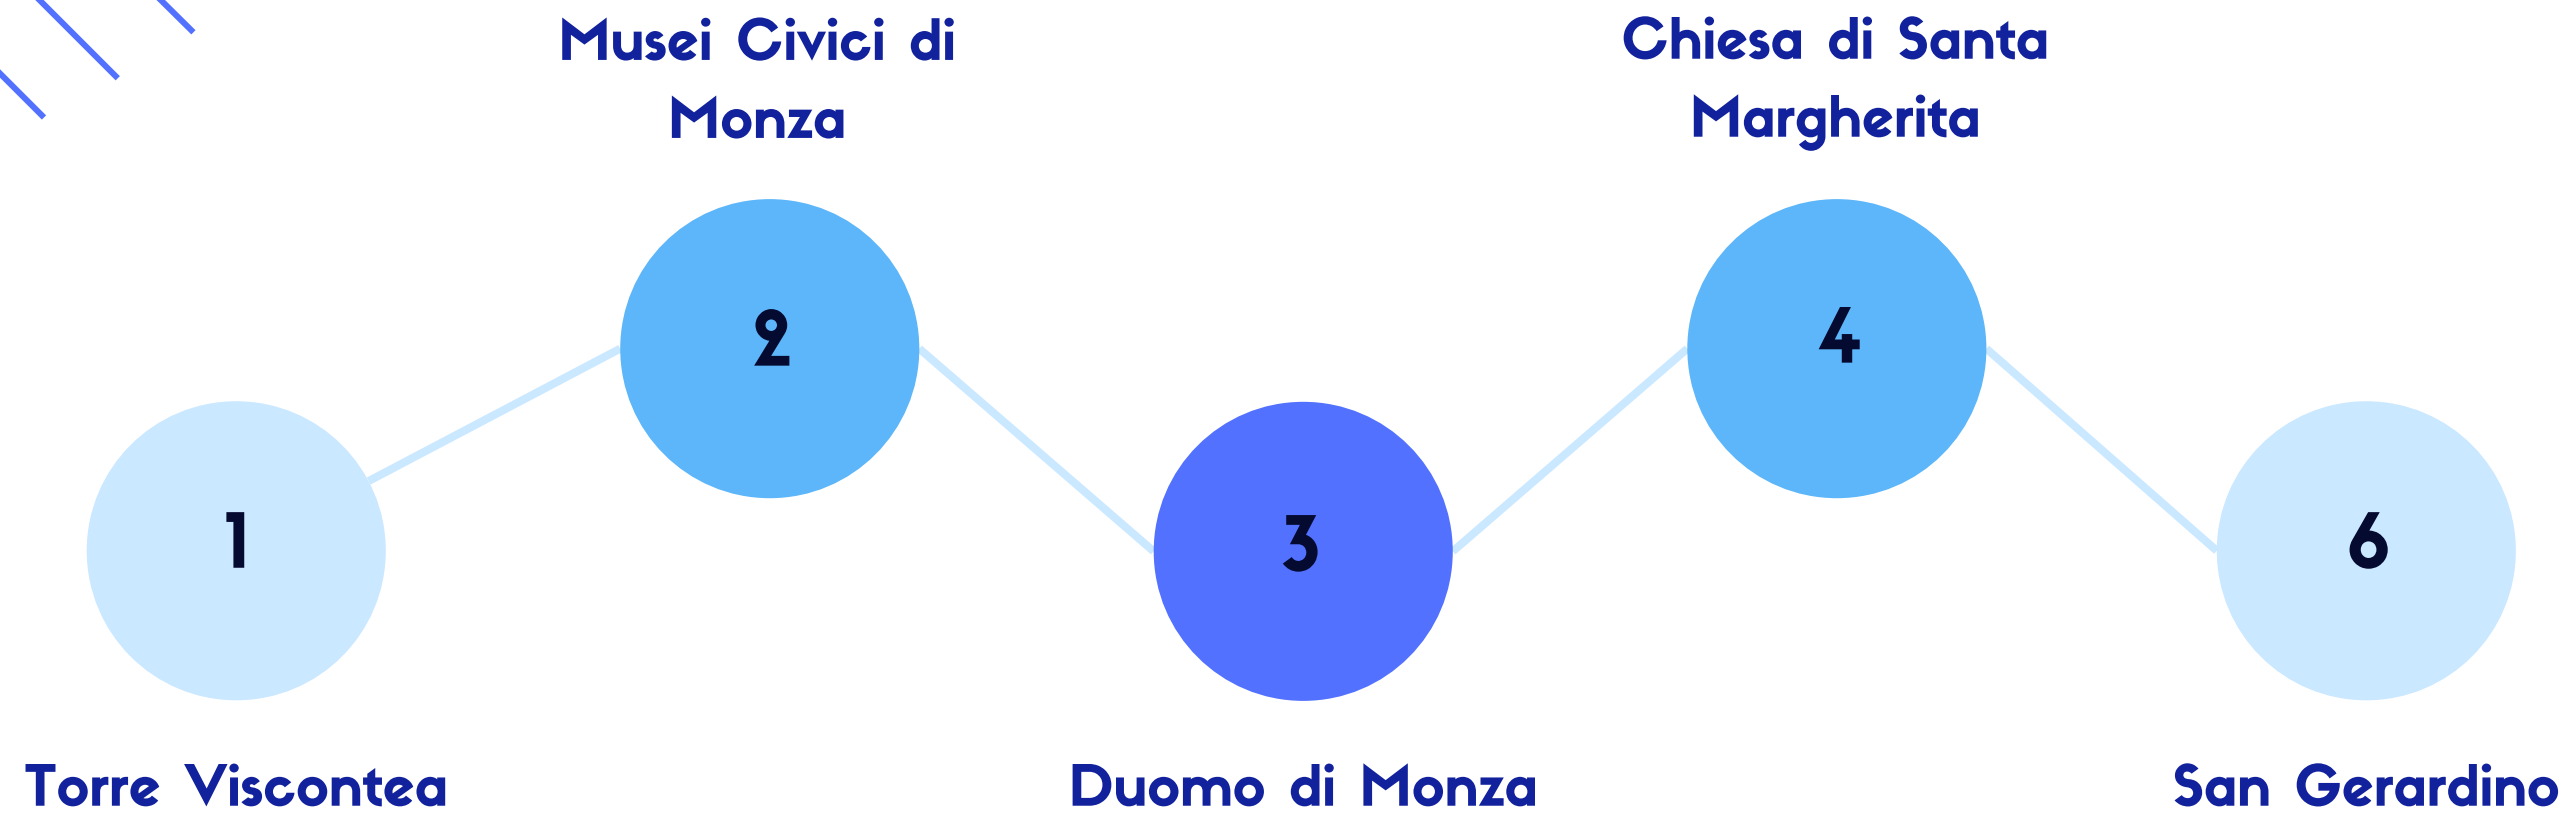 Musei Civici di
Monza
Chiesa di Santa
Margherita
2
4
1
3
6
Torre Viscontea
Duomo di Monza
San Gerardino